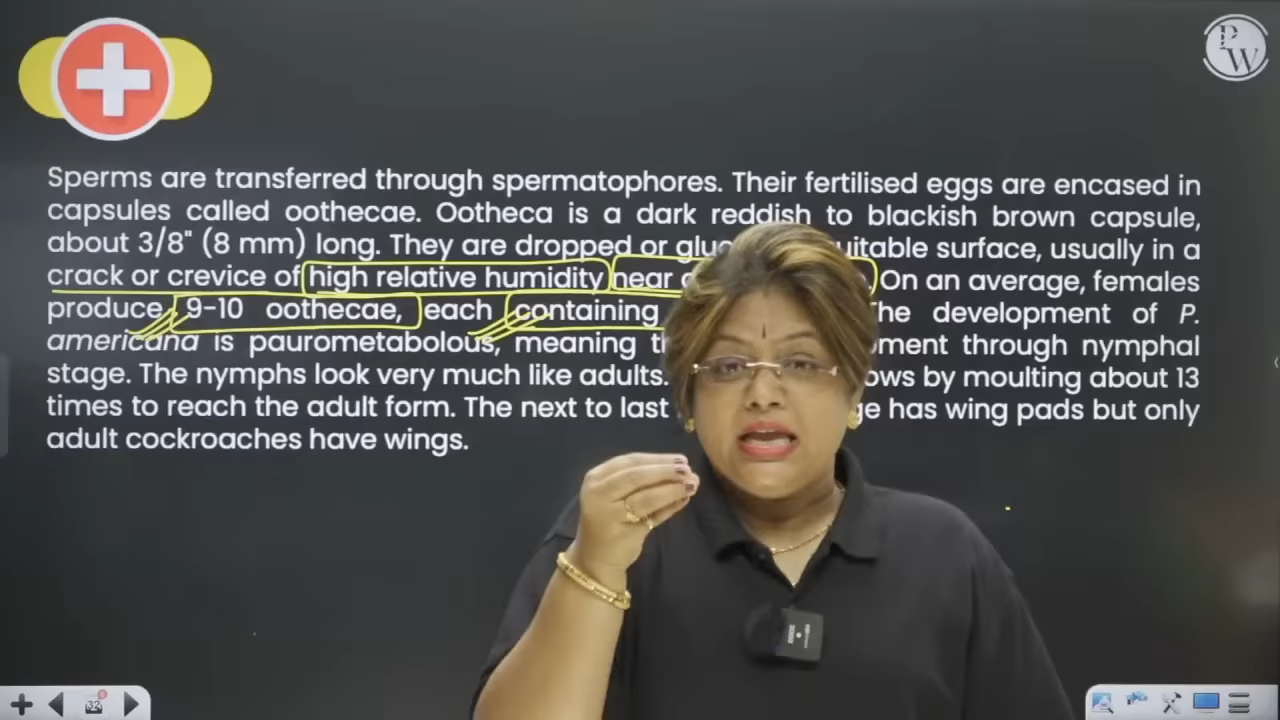 PW
Sperms are transferred through spermatophores. Their fertilised eggs are encased in
capsules called oothecae. Ootheca is a dark reddish to blackish brown capsule,
about 3/8" (8 mm) long. They are dropped or suitable surface, usually in a
crack or crevice of high relative humidity near On an average, females
produce 9-10 oothecae, each containing The development of P.
americana is paurometabolous, meaning through nymphal
stage. The nymphs look very much like adults. by moulting about 13
times to reach the adult form. The next to last has wing pads but only
adult cockroaches have wings.
32